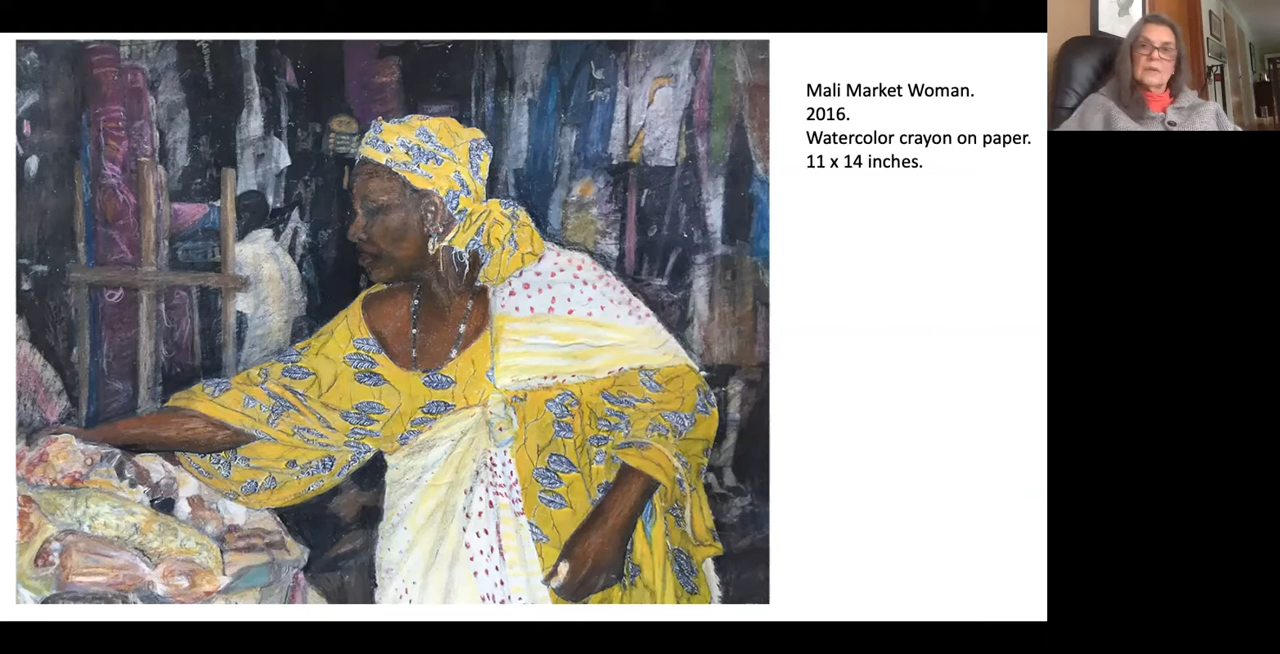 Mali Market Woman.
2016.
Watercolor crayon on paper.
11 x 14 inches.